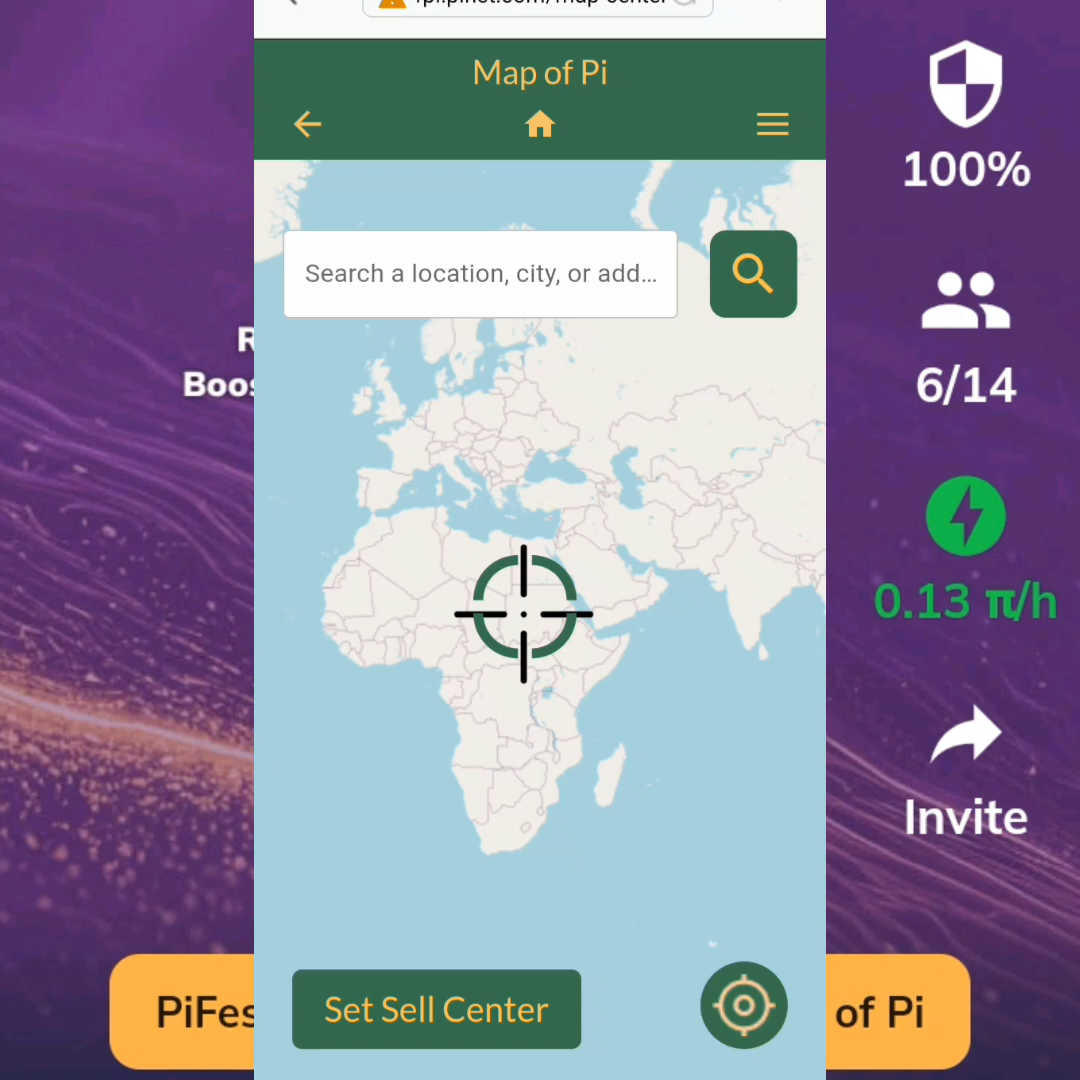 Map of Pi
Search a location, city, or add...
Set Sell Center
100%
6/14
0.13 π/h
Invite
PiFes
of Pi